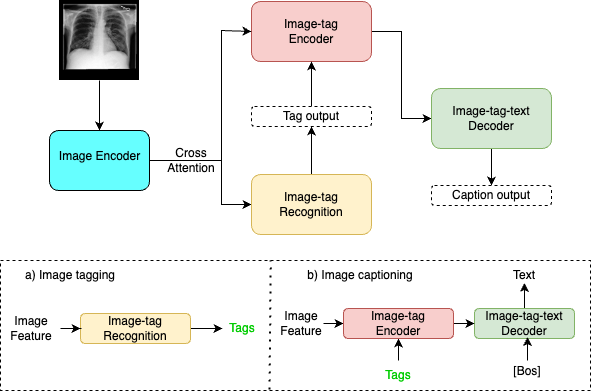 Image-tag
Encoder
Tag output
Image-tag-text
Decoder
Image Encoder
Cross
Attention
Image-tag
Recognition
Caption output
a) Image tagging
Image
Feature
Image-tag
Recognition
Tags
b) Image captioning
Text
Image
Feature
Image-tag
Encoder
Image-tag-text
Decoder
Tags
[Bos]